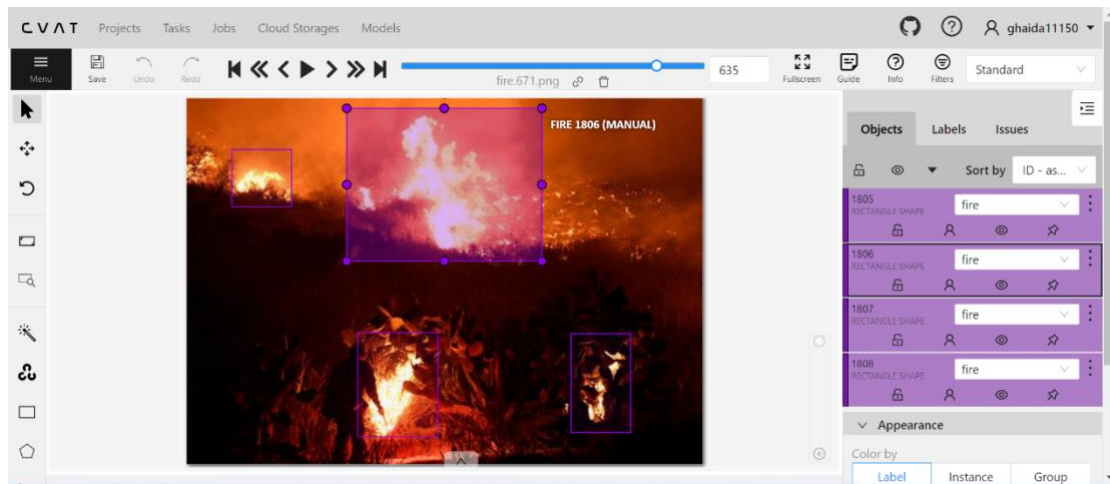 CVAT Projects Tasks Jobs Cloud Storages Models ghaida11150
Menu Save Undo Redo fire.671.png 635 Fullscreen Guide Info Filters Standard
FIRE 1806 (MANUAL)
Objects Labels Issues
Sort by ID - as...
1805 fire
RECTANGLE SHAPE
1806 fire
RECTANGLE SHAPE
1807 fire
RECTANGLE SHAPE
1808 fire
RECTANGLE SHAPE
Appearance
Color by
Label Instance Group